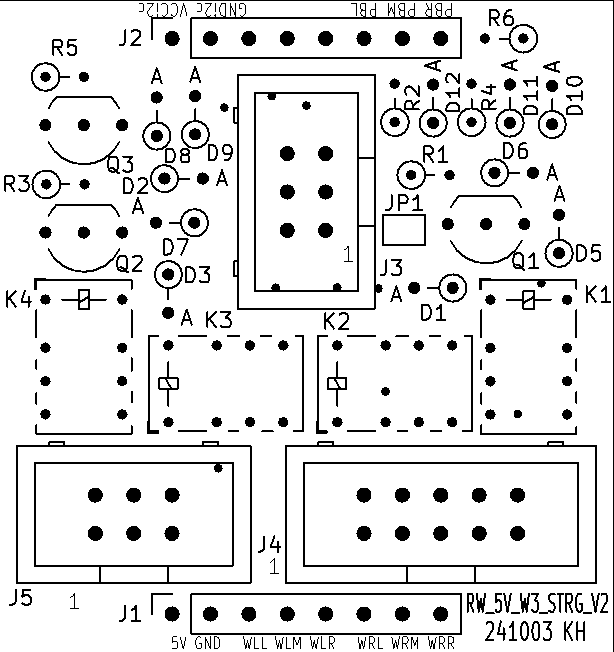 VCCi2c GNDi2c PBL PBM PBR
J2
R6
R5
A A A A A
R2 D12 R4 D11 D10
D8 D9
Q3
R3 D2 A
R1 D6 A
A
JP1
A
D7
Q2
1
Q1 D5
D3
J3
K4
A D1
K1
A K3 K2
J4
1
J5 1
J1
RW_5V_W3_STRG_V2
241003 KH
5V GND WLL WLM WLR WRL WRM WRR